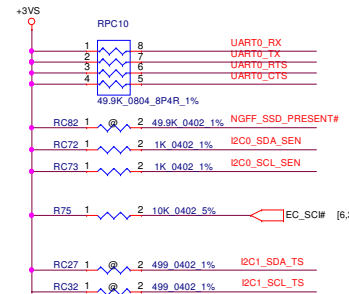 +3VS
RPC10
1 8 UART0_RX
2 7 UART0_TX
3 6 UART0_RTS
4 5 UART0_CTS
49.9K_0804_8P4R_1%
RC82 1 @ 2 49.9K_0402_1% NGFF_SSD_PRESENT#
RC72 1 2 1K_0402_1% I2C0_SDA_SEN
RC73 1 2 1K_0402_1% I2C0_SCL_SEN
R75 1 2 10K_0402_5% EC_SCI# [6,
RC27 1 @ 2 499_0402_1% I2C1_SDA_TS
RC32 1 @ 2 499_0402_1% I2C1_SCL_TS